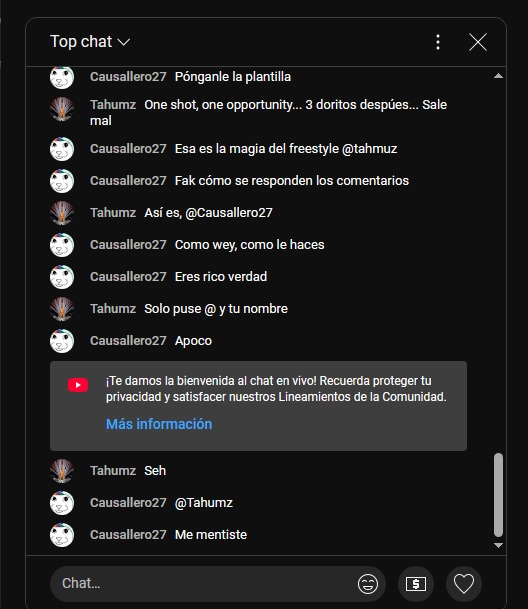 Top chat
Causallero27 Pónganle la plantilla
Tahumz One shot, one opportunity... 3 doritos despúes... Sale
mal
Causallero27 Esa es la magia del freestyle @tahmuz
Causallero27 Fak cómo se responden los comentarios
Tahumz Así es, @Causallero27
Causallero27 Como wey, como le haces
Causallero27 Eres rico verdad
Tahumz Solo puse @ y tu nombre
Causallero27 Apoco
¡Te damos la bienvenida al chat en vivo! Recuerda proteger tu
privacidad y satisfacer nuestros Lineamientos de la Comunidad.
Más información
Tahumz Seh
Causallero27 @Tahumz
Causallero27 Me mentiste
Chat...